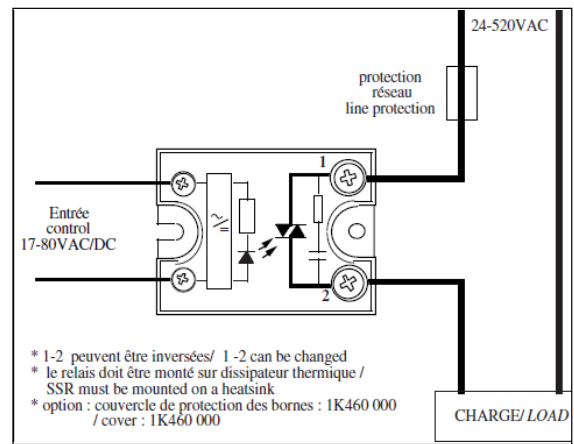 24-520VAC
protection
réseau
line protection
1
Entrée
control
17-80VAC/DC
~/=
2
* 1-2 peuvent être inversées/ 1 -2 can be changed
* le relais doit être monté sur dissipateur thermique /
SSR must be mounted on a heatsink
* option : couvercle de protection des bornes : 1K460 000
/ cover : 1K460 000
CHARGE/ LOAD